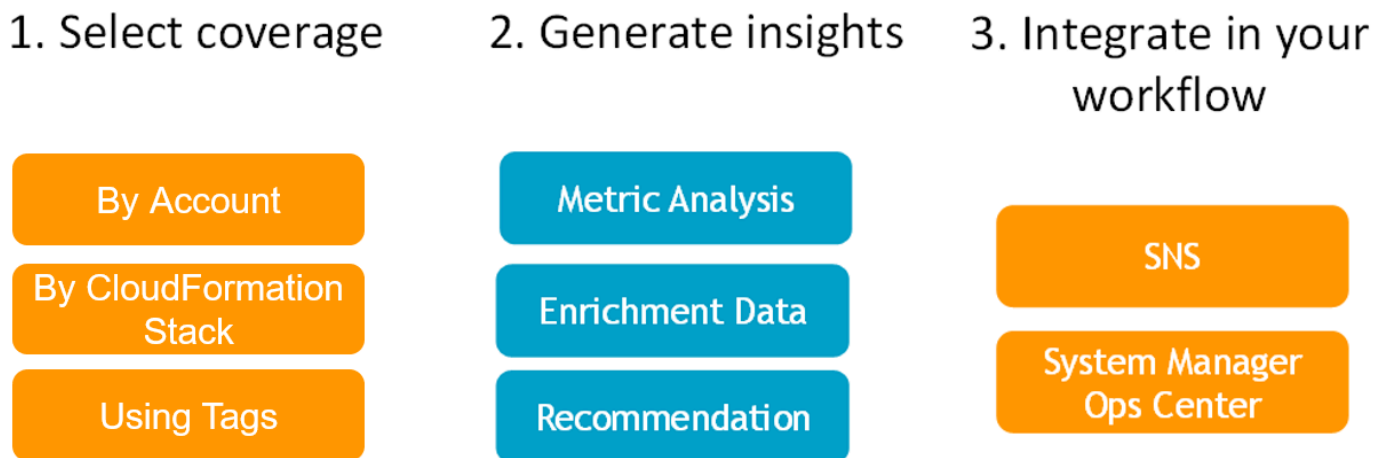 1. Select coverage
By Account
By CloudFormation
Stack
Using Tags
2. Generate insights
Metric Analysis
Enrichment Data
Recommendation
3. Integrate in your
workflow
SNS
System Manager
Ops Center